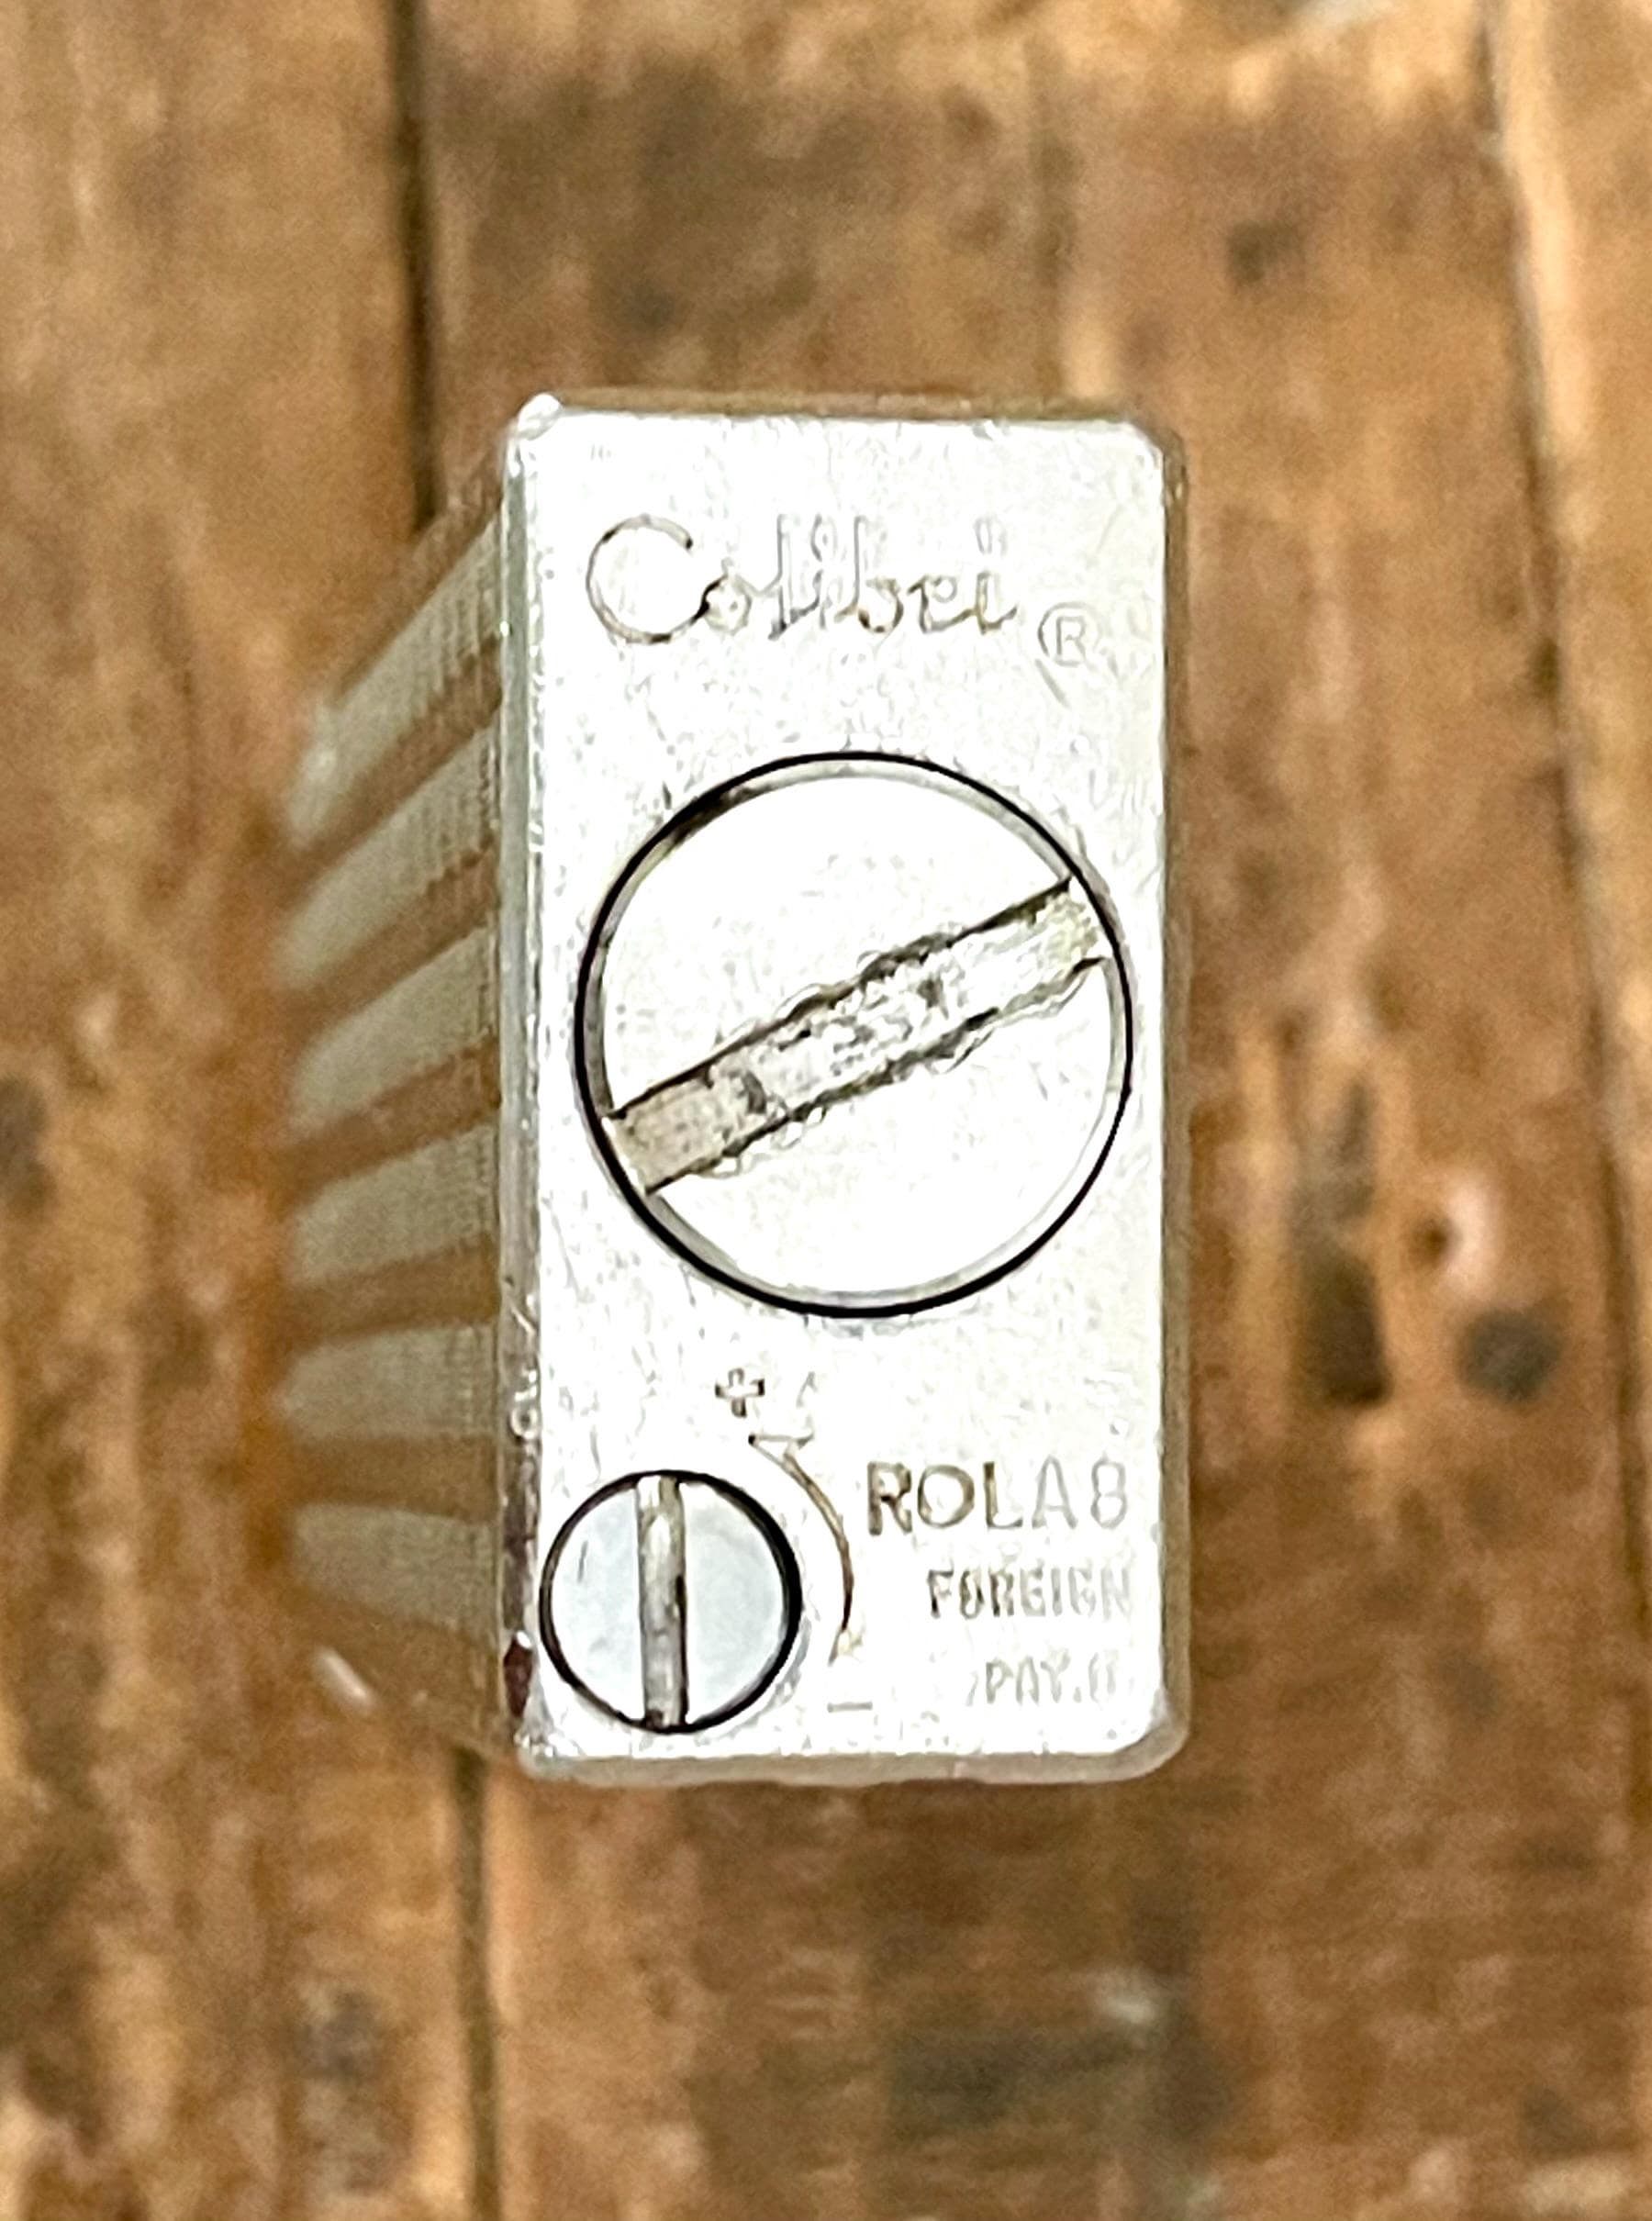 Colibri ®
+
ROLA8
FOREIGN
PAT.
−